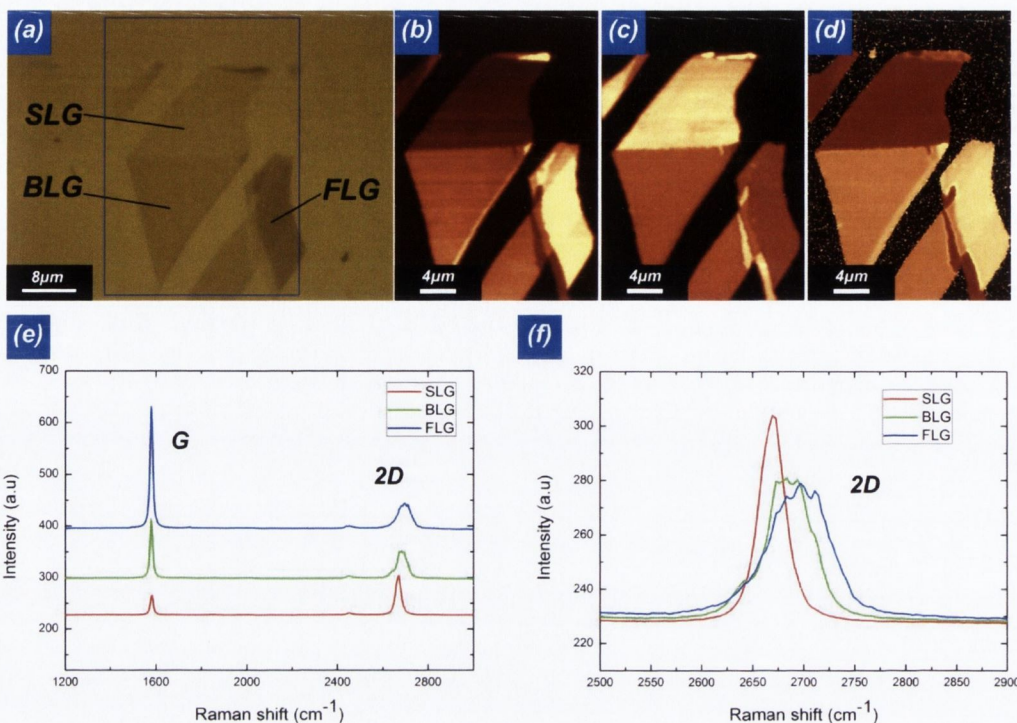 (a)
(b)
(c)
(d)
SLG
BLG
FLG
8μm
4μm
4μm
4μm
(e)
(f)
700
600
500
400
300
200
Intensity (a.u)
G
2D
SLG
BLG
FLG
1200
1600
2000
2400
2800
Raman shift (cm-1)
320
300
280
260
240
220
Intensity (a.u)
2D
SLG
BLG
FLG
2500
2550
2600
2650
2700
2750
2800
2850
2900
Raman shift (cm-1)